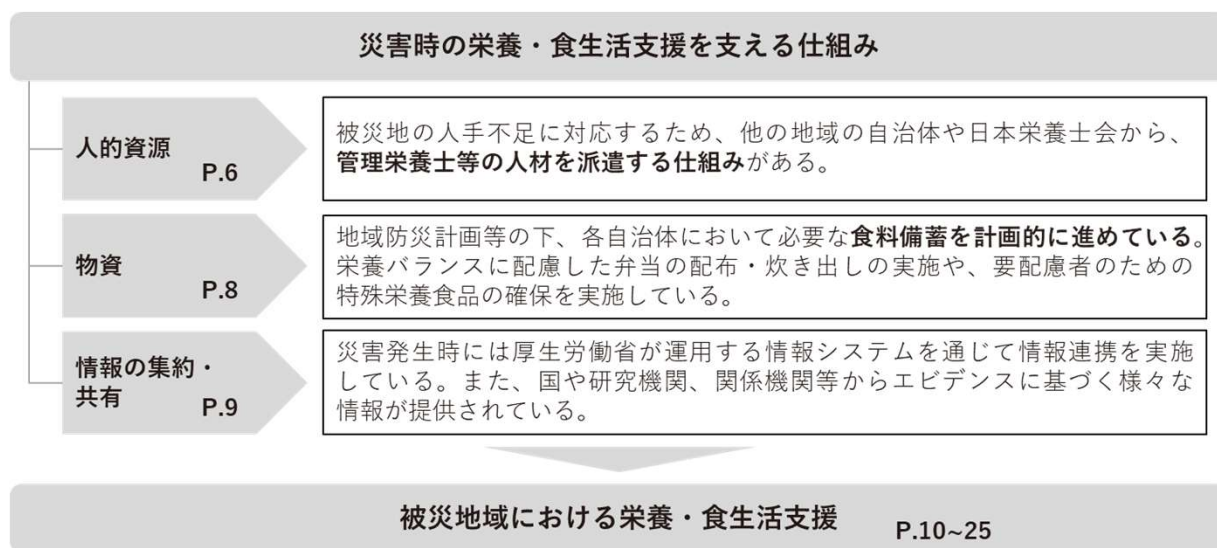 災害時の栄養・食生活支援を支える仕組み
人的資源
P.6
被災地の人手不足に対応するため、他の地域の自治体や日本栄養士会から、
管理栄養士等の人材を派遣する仕組みがある。
物資
P.8
地域防災計画等の下、各自治体において必要な食料備蓄を計画的に進めている。
栄養バランスに配慮した弁当の配布・炊き出しの実施や、要配慮者のための
特殊栄養食品の確保を実施している。
情報の集約・
共有
P.9
災害発生時には厚生労働省が運用する情報システムを通じて情報連携を実施
している。また、国や研究機関、関係機関等からエビデンスに基づく様々な
情報が提供されている。
被災地域における栄養・食生活支援 P.10~25